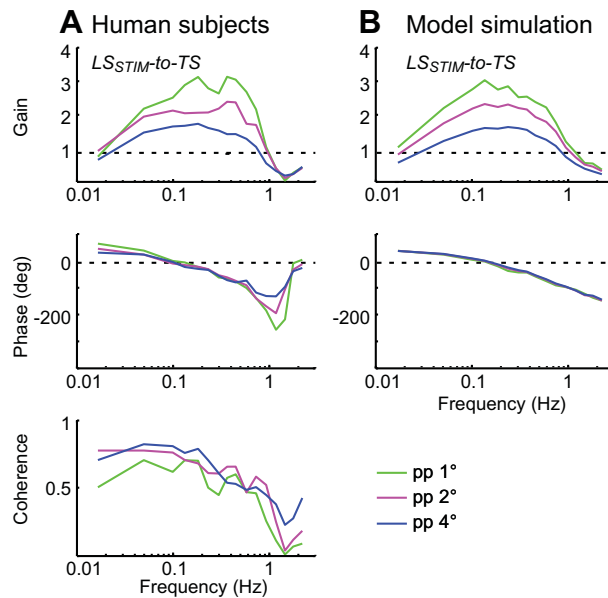 A Human subjects
B Model simulation
LSSTIM-to-TS
LSSTIM-to-TS
Gain
4
3
2
1
0.01
0.1
1
4
3
2
1
0.01
0.1
1
Phase (deg)
0
-200
0.01
0.1
1
0
-200
0.01
0.1
1
Frequency (Hz)
Coherence
1
0.5
0.01
0.1
1
Frequency (Hz)
pp 1°
pp 2°
pp 4°